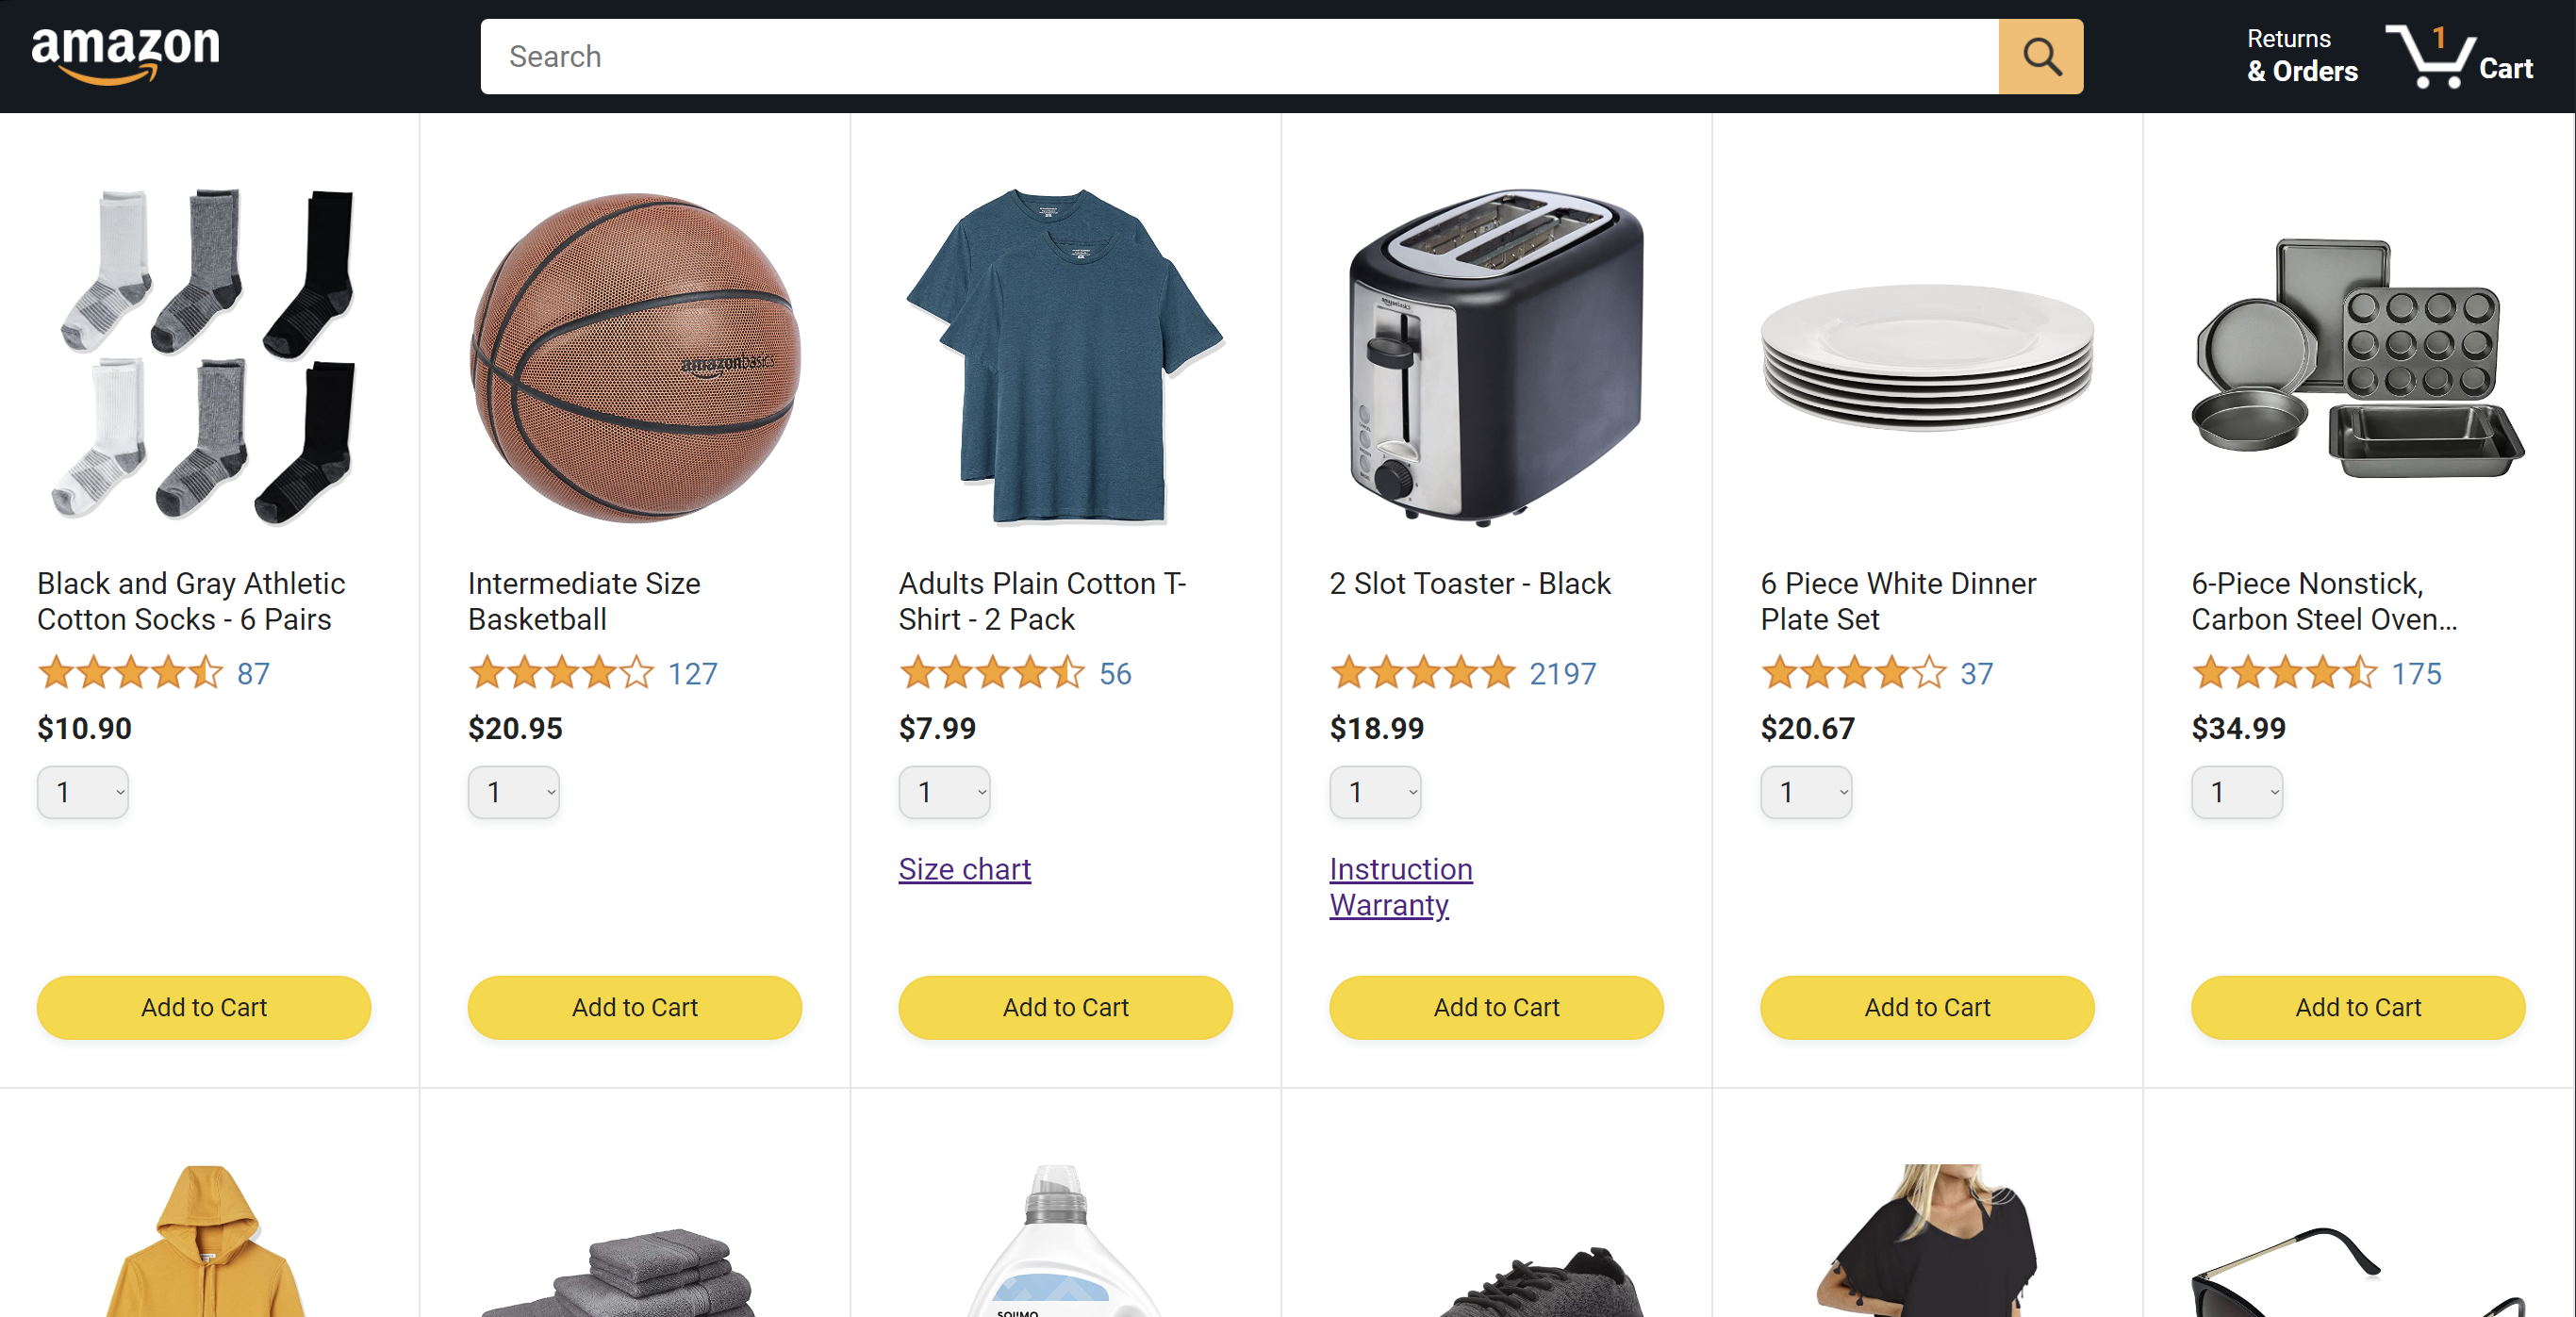 amazon
Search
Returns
& Orders
1
Cart
amazonbasics
Black and Gray Athletic
Cotton Socks - 6 Pairs
87
$10.90
1
Add to Cart
Intermediate Size
Basketball
127
$20.95
1
Add to Cart
Adults Plain Cotton T-
Shirt - 2 Pack
56
$7.99
1
Size chart
Add to Cart
2 Slot Toaster - Black
2197
$18.99
1
Instruction
Warranty
Add to Cart
6 Piece White Dinner
Plate Set
37
$20.67
1
Add to Cart
6-Piece Nonstick,
Carbon Steel Oven...
175
$34.99
1
Add to Cart
SOLIMO